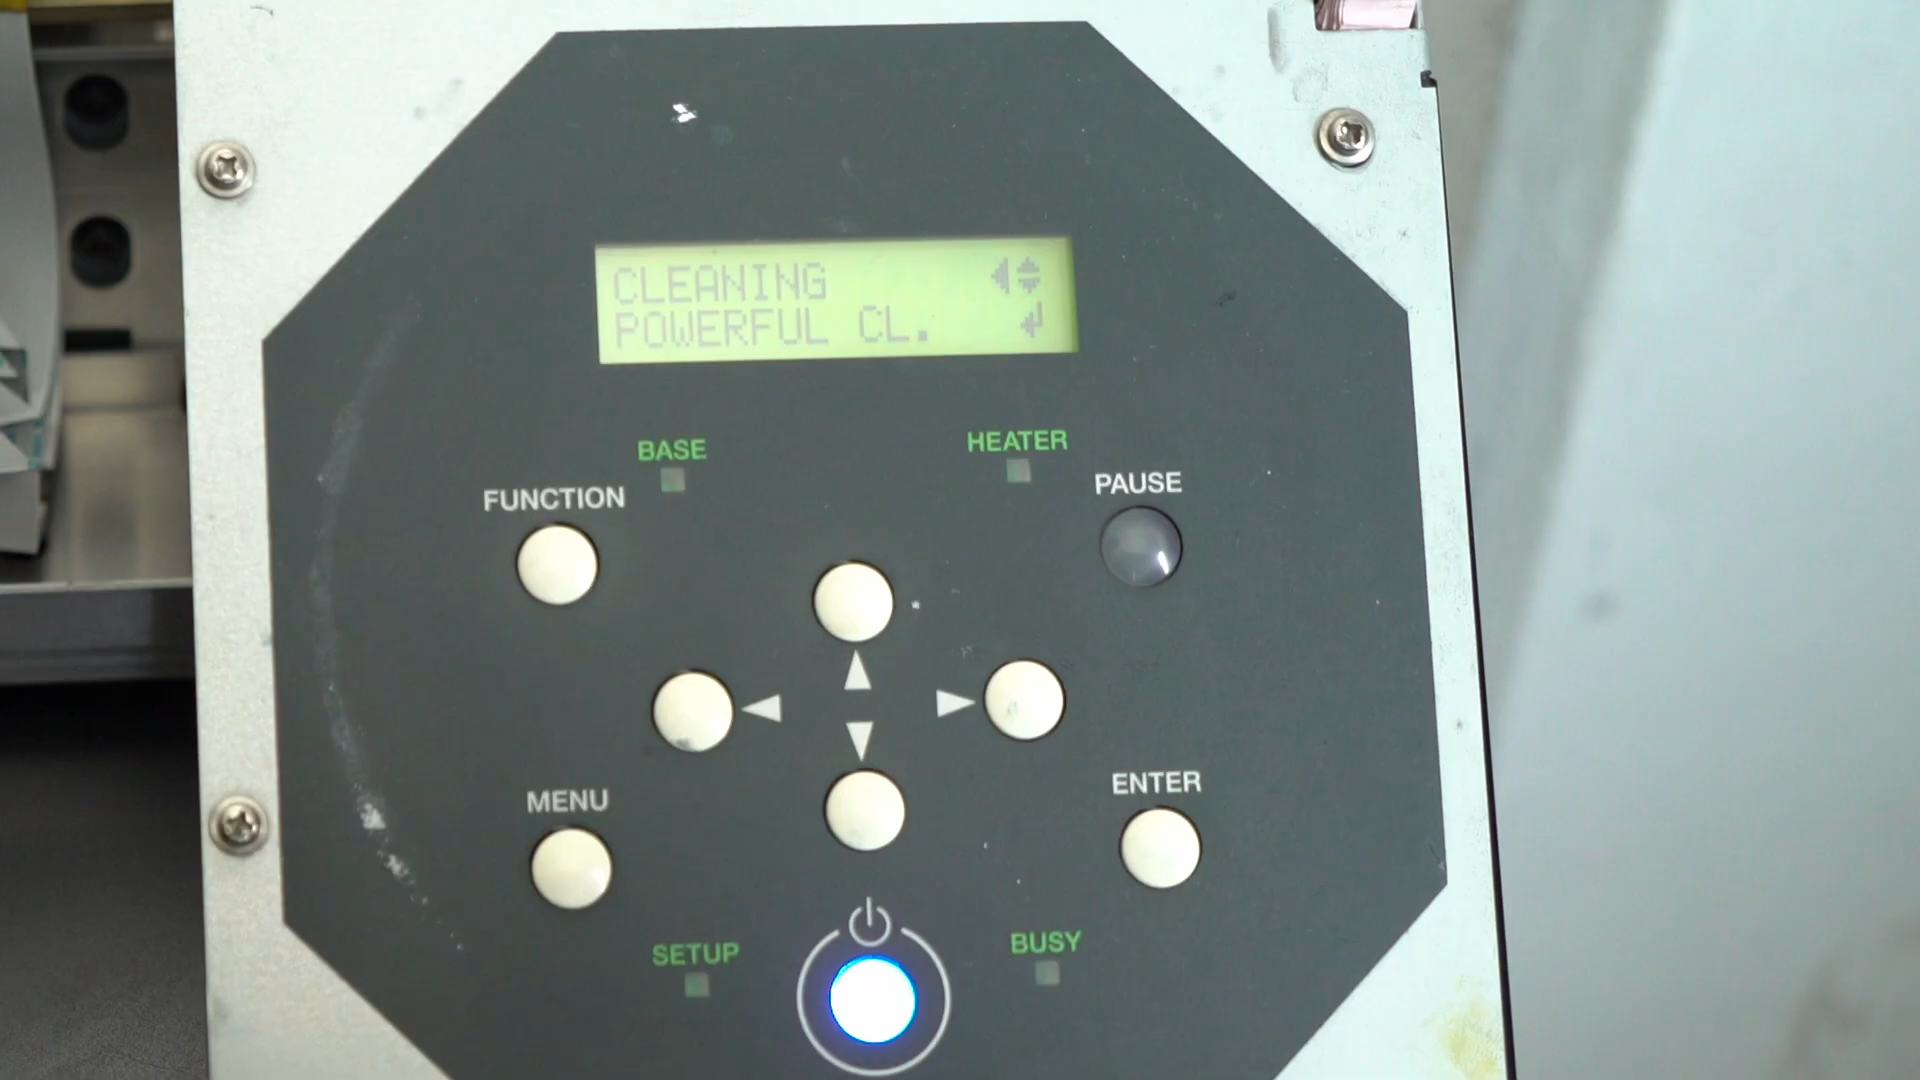 CLEANING
POWERFUL CL.
BASE
HEATER
FUNCTION
PAUSE
MENU
ENTER
SETUP
BUSY